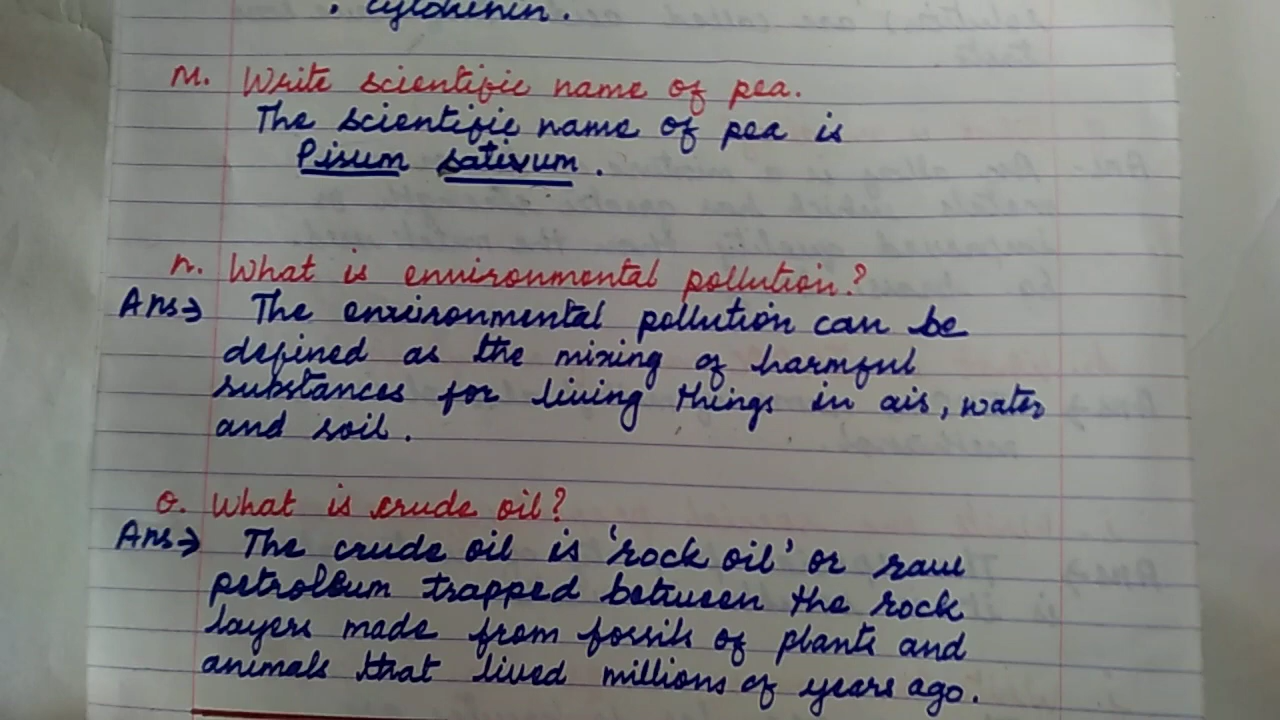 • cytokinin.
M. Write scientific name of pea.
The scientific name of pea is
Pisum sativum.
n. What is environmental pollution?
Ans→ The environmental pollution can be
defined as the mixing of harmful
substances for living things in air, water
and soil.
o. What is crude oil?
Ans→ The crude oil is 'rock oil' or raw
petroleum trapped between the rock
layers made from fossils of plants and
animals that lived millions of years ago.